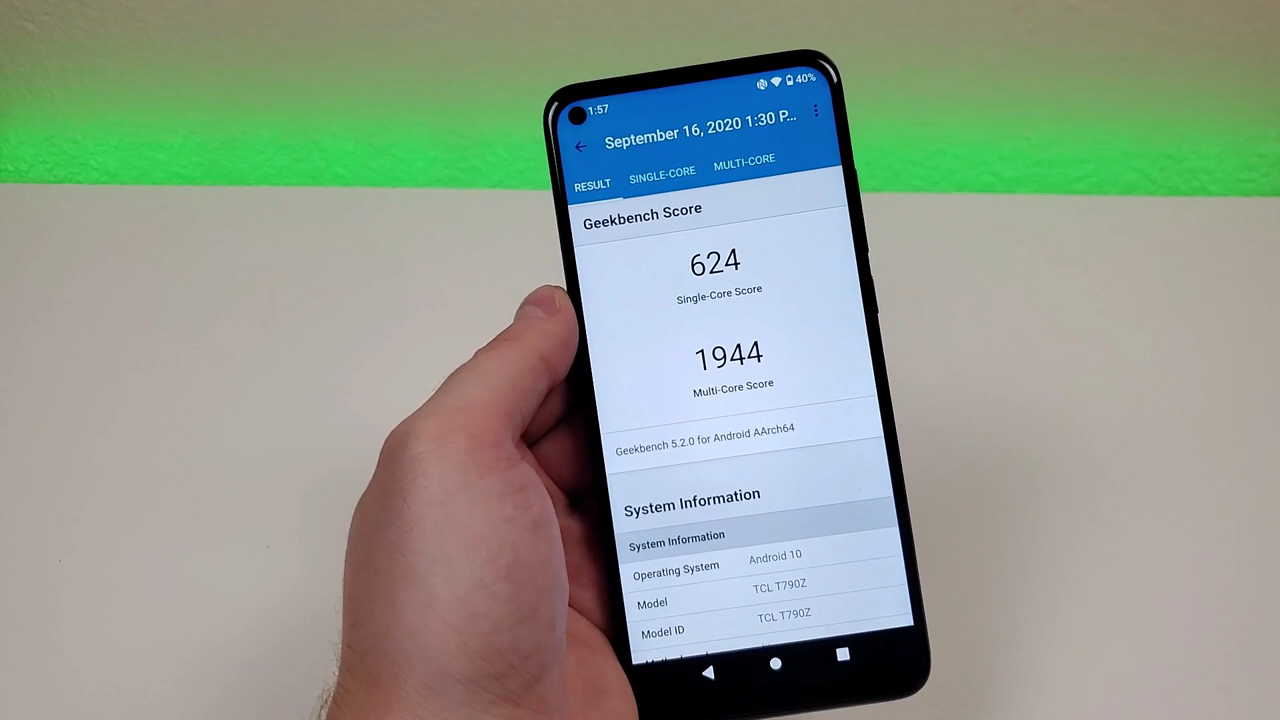 1:57 40%
September 16, 2020 1:30 P...
RESULT SINGLE-CORE MULTI-CORE
Geekbench Score
624
Single-Core Score
1944
Multi-Core Score
Geekbench 5.2.0 for Android AArch64
System Information
System Information
Operating System Android 10
Model TCL T790Z
Model ID TCL T790Z